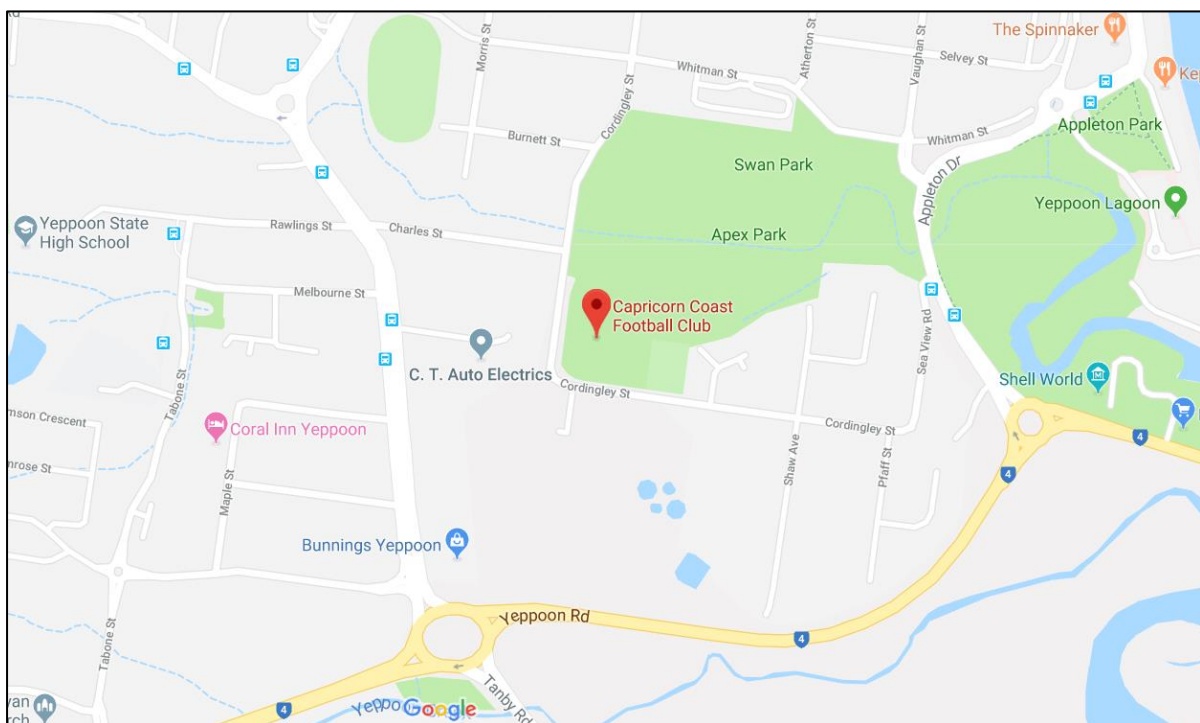 Rd
The Spinnaker
Morris St
Atherton St
Vaughan St
Selvey St
Whitman St
Cordingley St
Appleton Park
Burnett St
Whitman St
Swan Park
Appleton Dr
Yeppoon Lagoon
Yeppoon State
High School
Rawlings St
Charles St
Apex Park
Melbourne St
Capricorn Coast
Football Club
Sea View Rd
C. T. Auto Electrics
Shell World
Tabone St
Cordingley St
Coral Inn Yeppoon
Cordingley St
4
Shaw Ave
Pfaff St
4
Maple St
Bunnings Yeppoon
Yeppoon Rd
4
Tabone St
Tanby Rd
4
Google